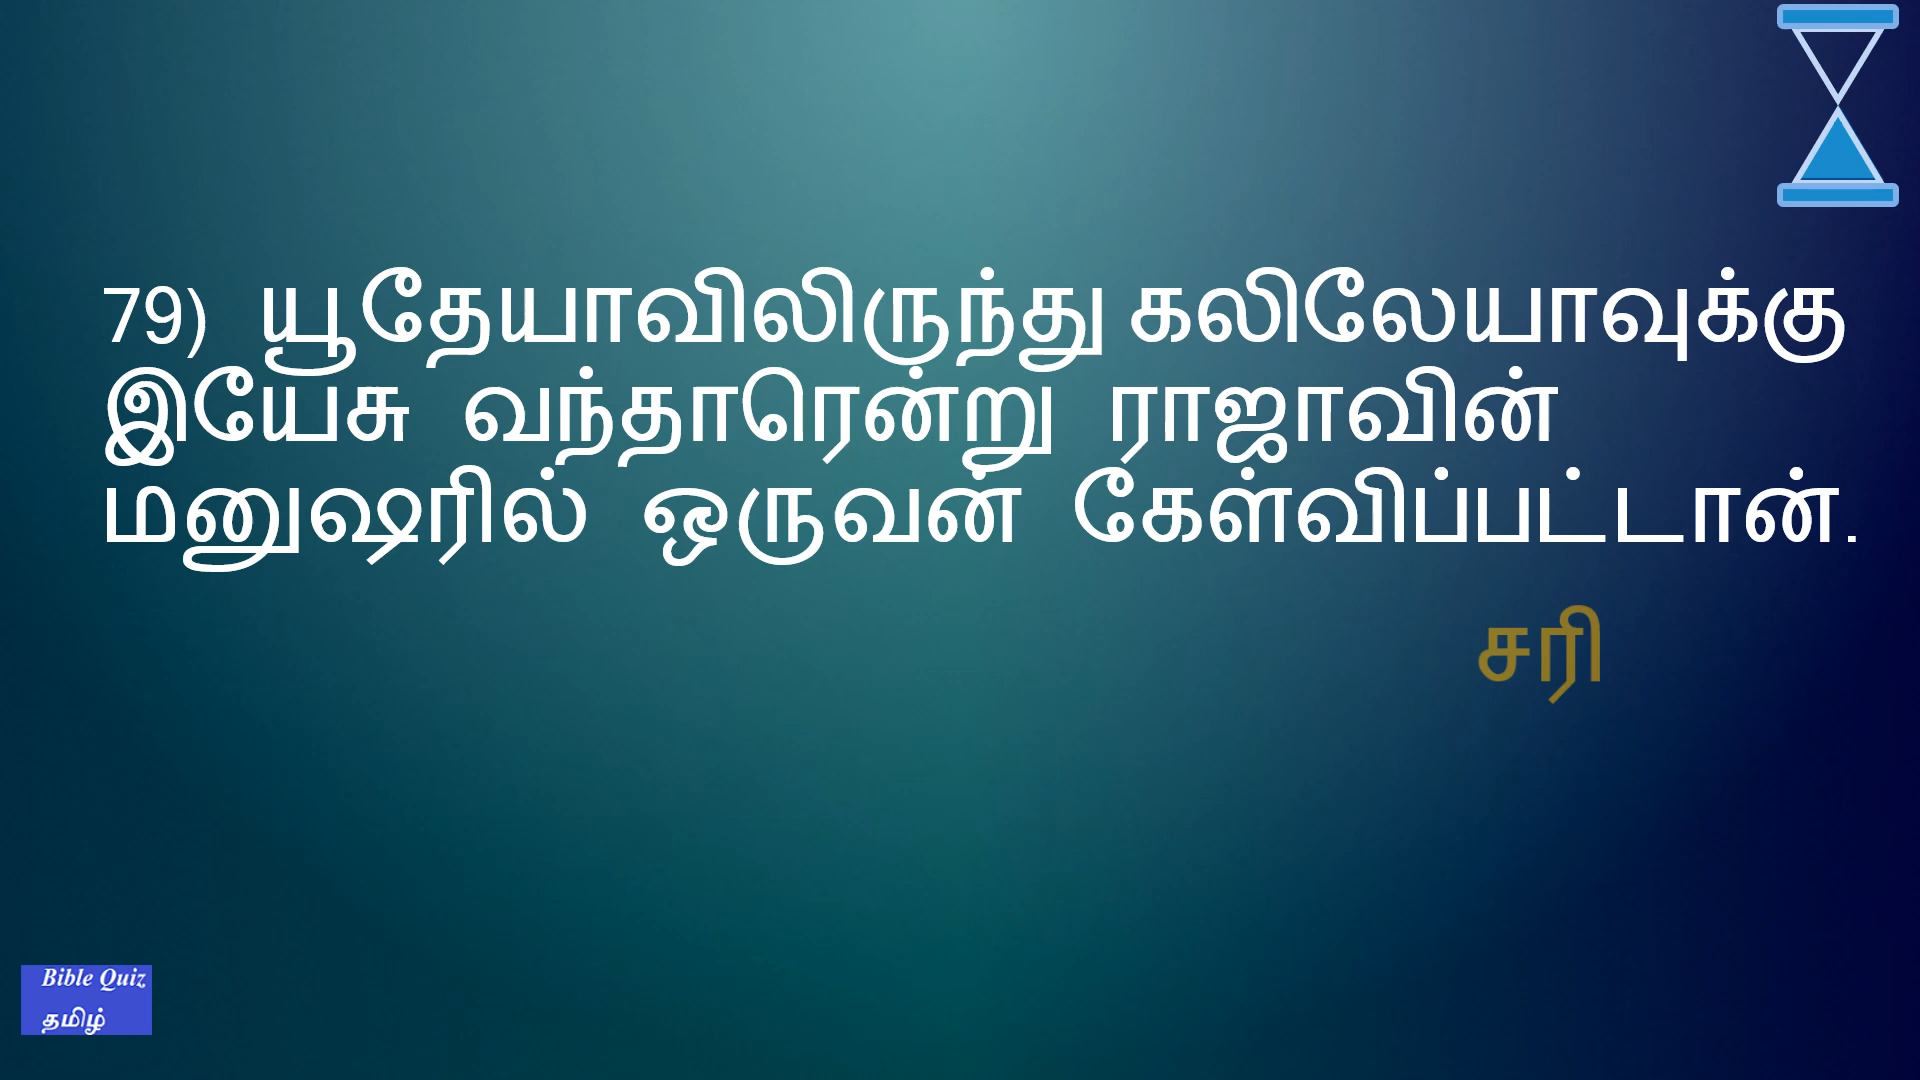 79) யூதேயாவிலிருந்து கலிலேயாவுக்கு
இயேசு வந்தாரென்று ராஜாவின்
மனுஷரில் ஒருவன் கேள்விப்பட்டான்.
சரி
Bible Quiz
தமிழ்